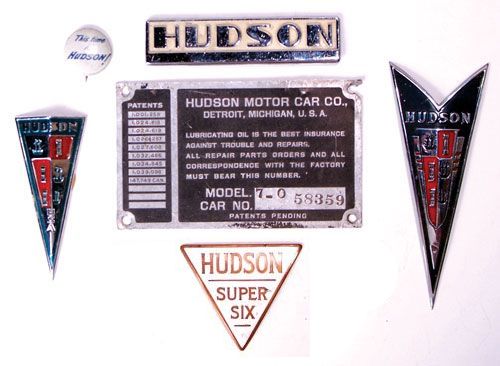 This time
HUDSON!
HUDSON
PATENTS
HUDSON MOTOR CAR CO.,
DETROIT, MICHIGAN, U. S. A.
LUBRICATING OIL IS THE BEST INSURANCE
AGAINST TROUBLE AND REPAIRS.
ALL REPAIR PARTS ORDERS AND ALL
CORRESPONDENCE WITH THE FACTORY
MUST BEAR THIS NUMBER.
MODEL. 7-O
CAR NO. 58359
PATENTS PENDING
HUDSON
HUDSON
HUDSON
SUPER
SIX